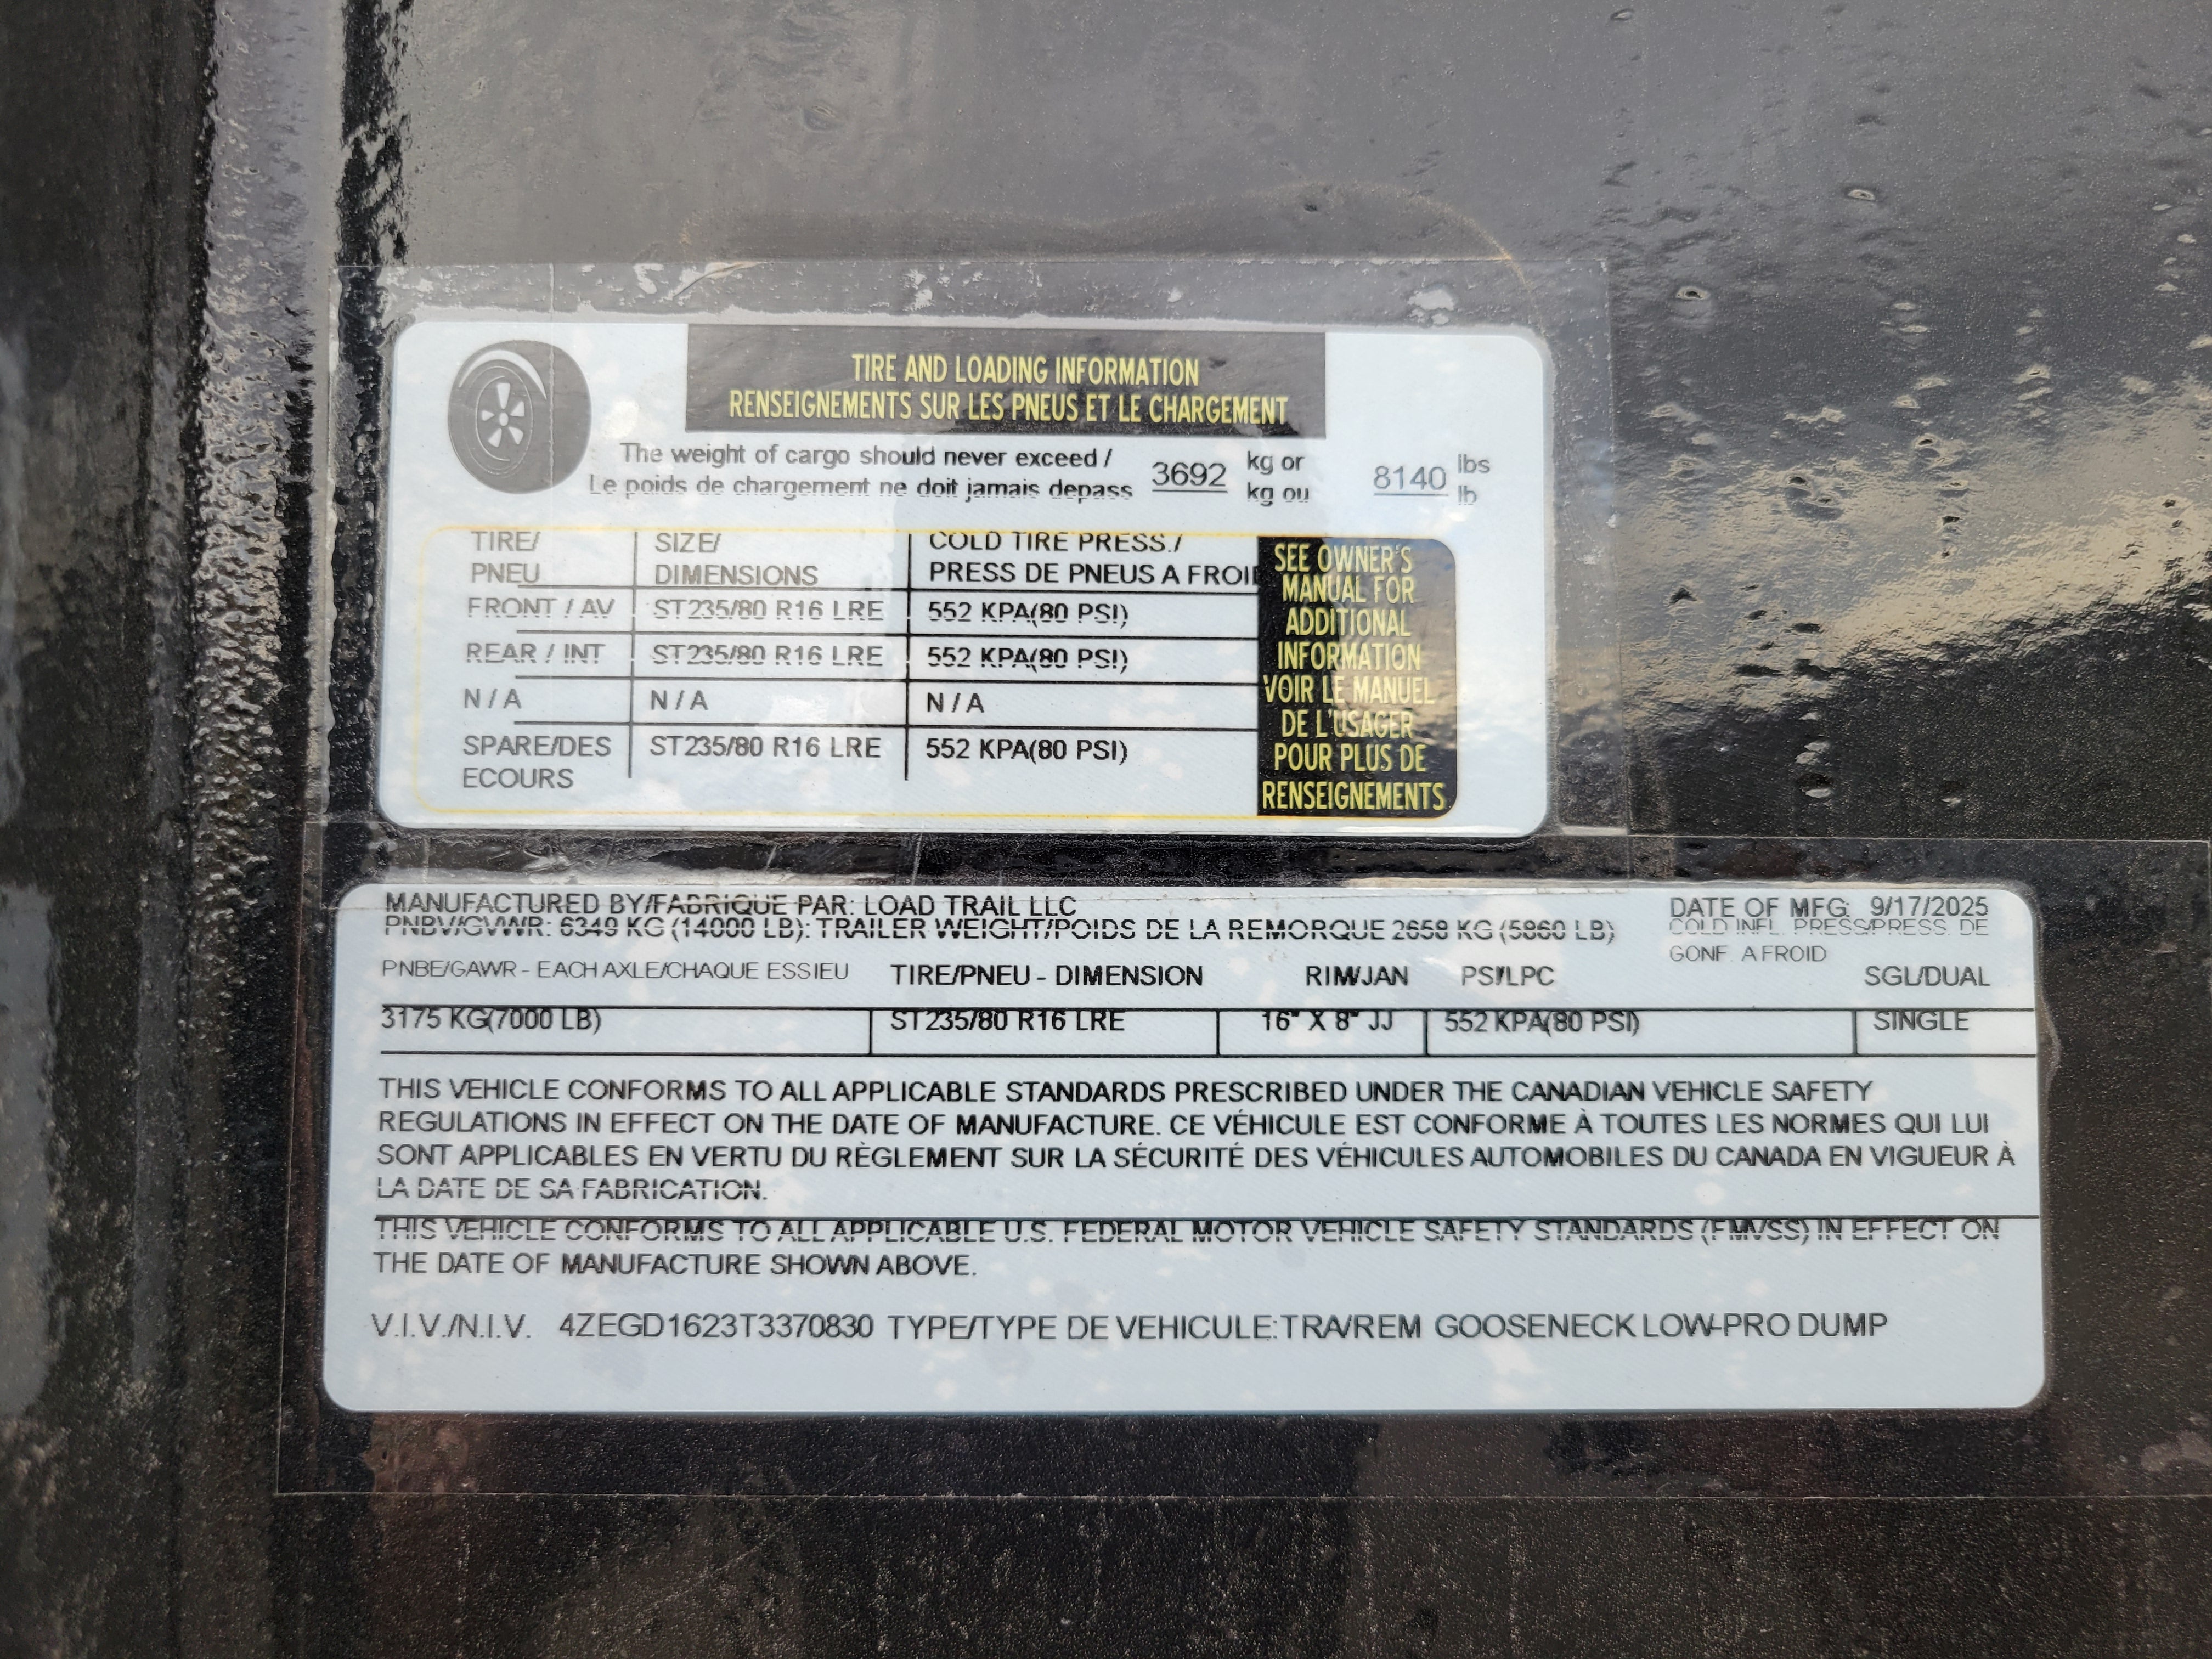 TIRE AND LOADING INFORMATION
RENSEIGNEMENTS SUR LES PNEUS ET LE CHARGEMENT
The weight of cargo should never exceed / 3692 kg or 8140 lbs
Le poids de chargement ne doit jamais depass kg ou lb
TIRE/ SIZE/ COLD TIRE PRESS./
PNEU DIMENSIONS PRESS DE PNEUS A FROI
FRONT / AV ST235/80 R16 LRE 552 KPA(80 PSI)
REAR / INT ST235/80 R16 LRE 552 KPA(80 PSI)
N / A N / A N / A
SPARE/DES ST235/80 R16 LRE 552 KPA(80 PSI)
ECOURS
SEE OWNER'S
MANUAL FOR
ADDITIONAL
INFORMATION
VOIR LE MANUEL
DE L'USAGER
POUR PLUS DE
RENSEIGNEMENTS
MANUFACTURED BY/FABRIQUE PAR: LOAD TRAIL LLC DATE OF MFG: 9/17/2025
PNBV/GVWR: 6349 KG (14000 LB): TRAILER WEIGHT/POIDS DE LA REMORQUE 2658 KG (5860 LB) COLD INFL. PRESS/PRESS. DE
GONF. A FROID
PNBE/GAWR - EACH AXLE/CHAQUE ESSIEU TIRE/PNEU - DIMENSION RIM/JAN PSI/LPC SGL/DUAL
3175 KG(7000 LB) ST235/80 R16 LRE 16" X 8" JJ 552 KPA(80 PSI) SINGLE
THIS VEHICLE CONFORMS TO ALL APPLICABLE STANDARDS PRESCRIBED UNDER THE CANADIAN VEHICLE SAFETY
REGULATIONS IN EFFECT ON THE DATE OF MANUFACTURE. CE VÉHICULE EST CONFORME À TOUTES LES NORMES QUI LUI
SONT APPLICABLES EN VERTU DU RÈGLEMENT SUR LA SÉCURITÉ DES VÉHICULES AUTOMOBILES DU CANADA EN VIGUEUR À
LA DATE DE SA FABRICATION.
THIS VEHICLE CONFORMS TO ALL APPLICABLE U.S. FEDERAL MOTOR VEHICLE SAFETY STANDARDS (FMVSS) IN EFFECT ON
THE DATE OF MANUFACTURE SHOWN ABOVE.
V.I.V./N.I.V. 4ZEGD1623T3370830 TYPE/TYPE DE VEHICULE:TRA/REM GOOSENECK LOW-PRO DUMP